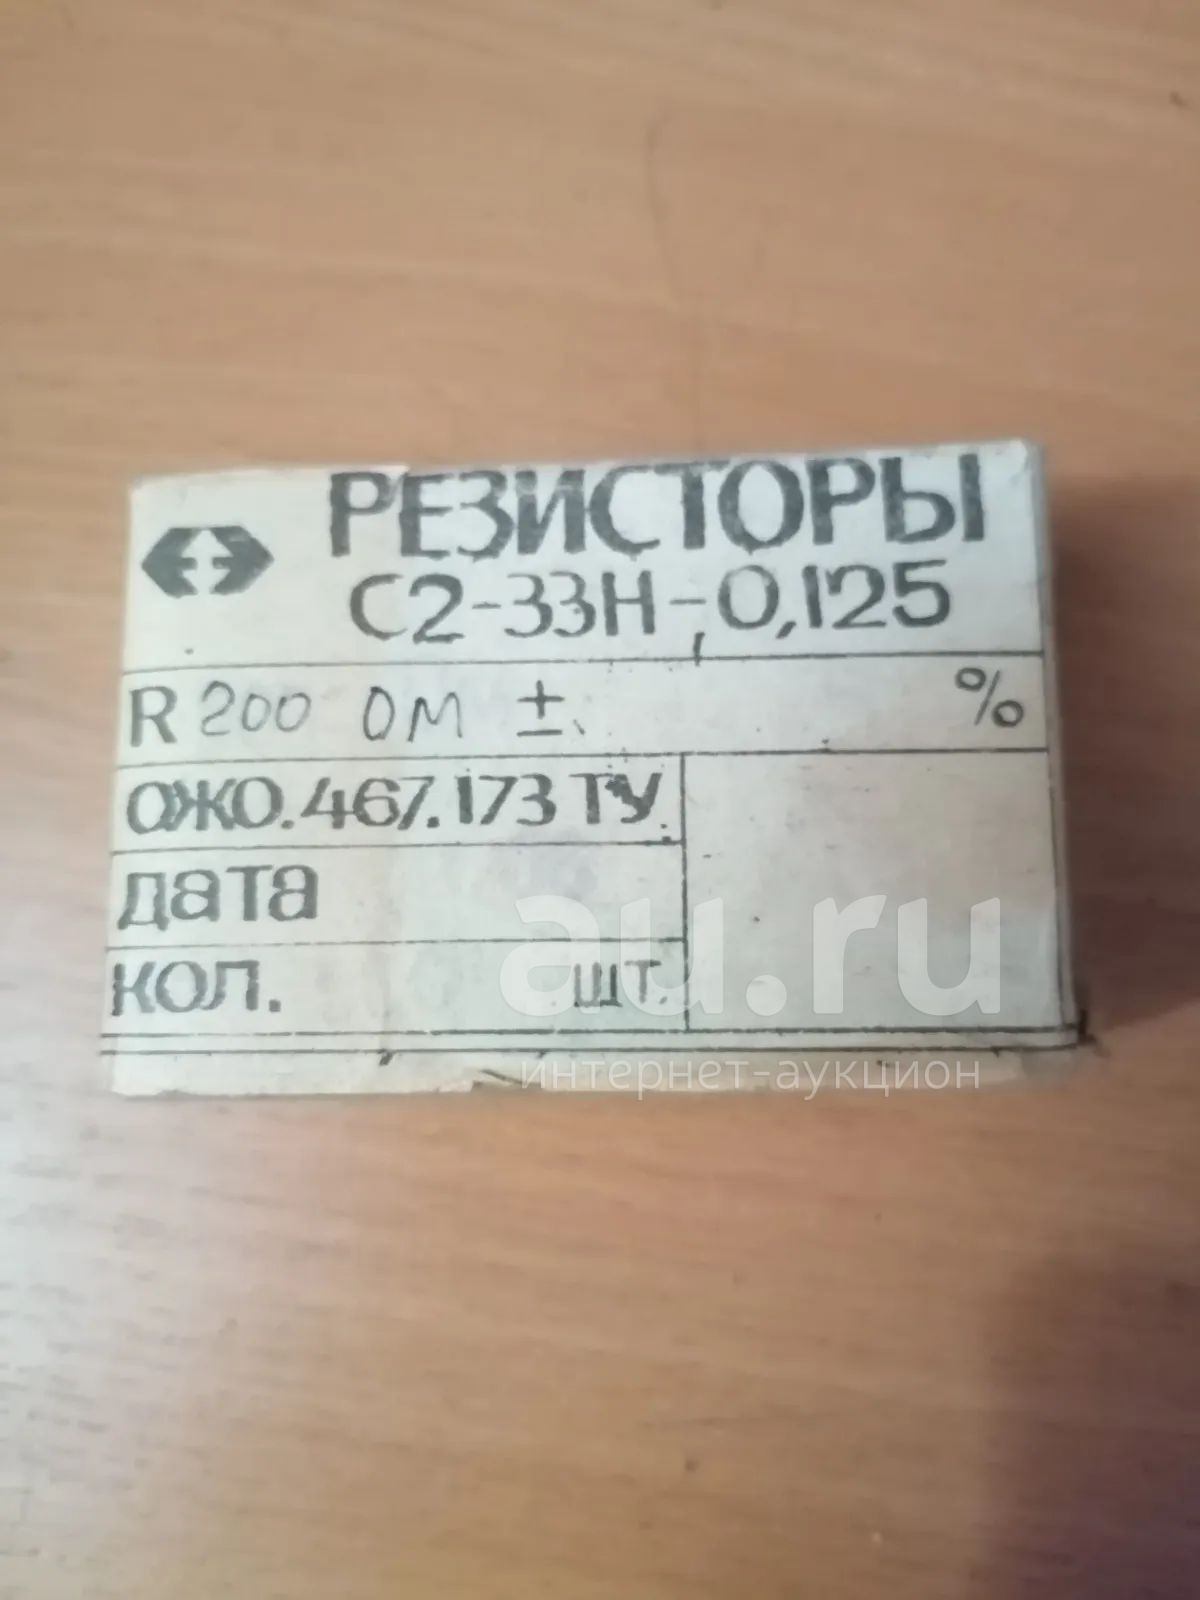 РЕЗИСТОРЫ
С2-33Н-0,125
R 200 ОМ ± %
ОЖО.467.173 ТУ.
ДАТА
КОЛ. ШТ.
au.ru
интернет-аукцион